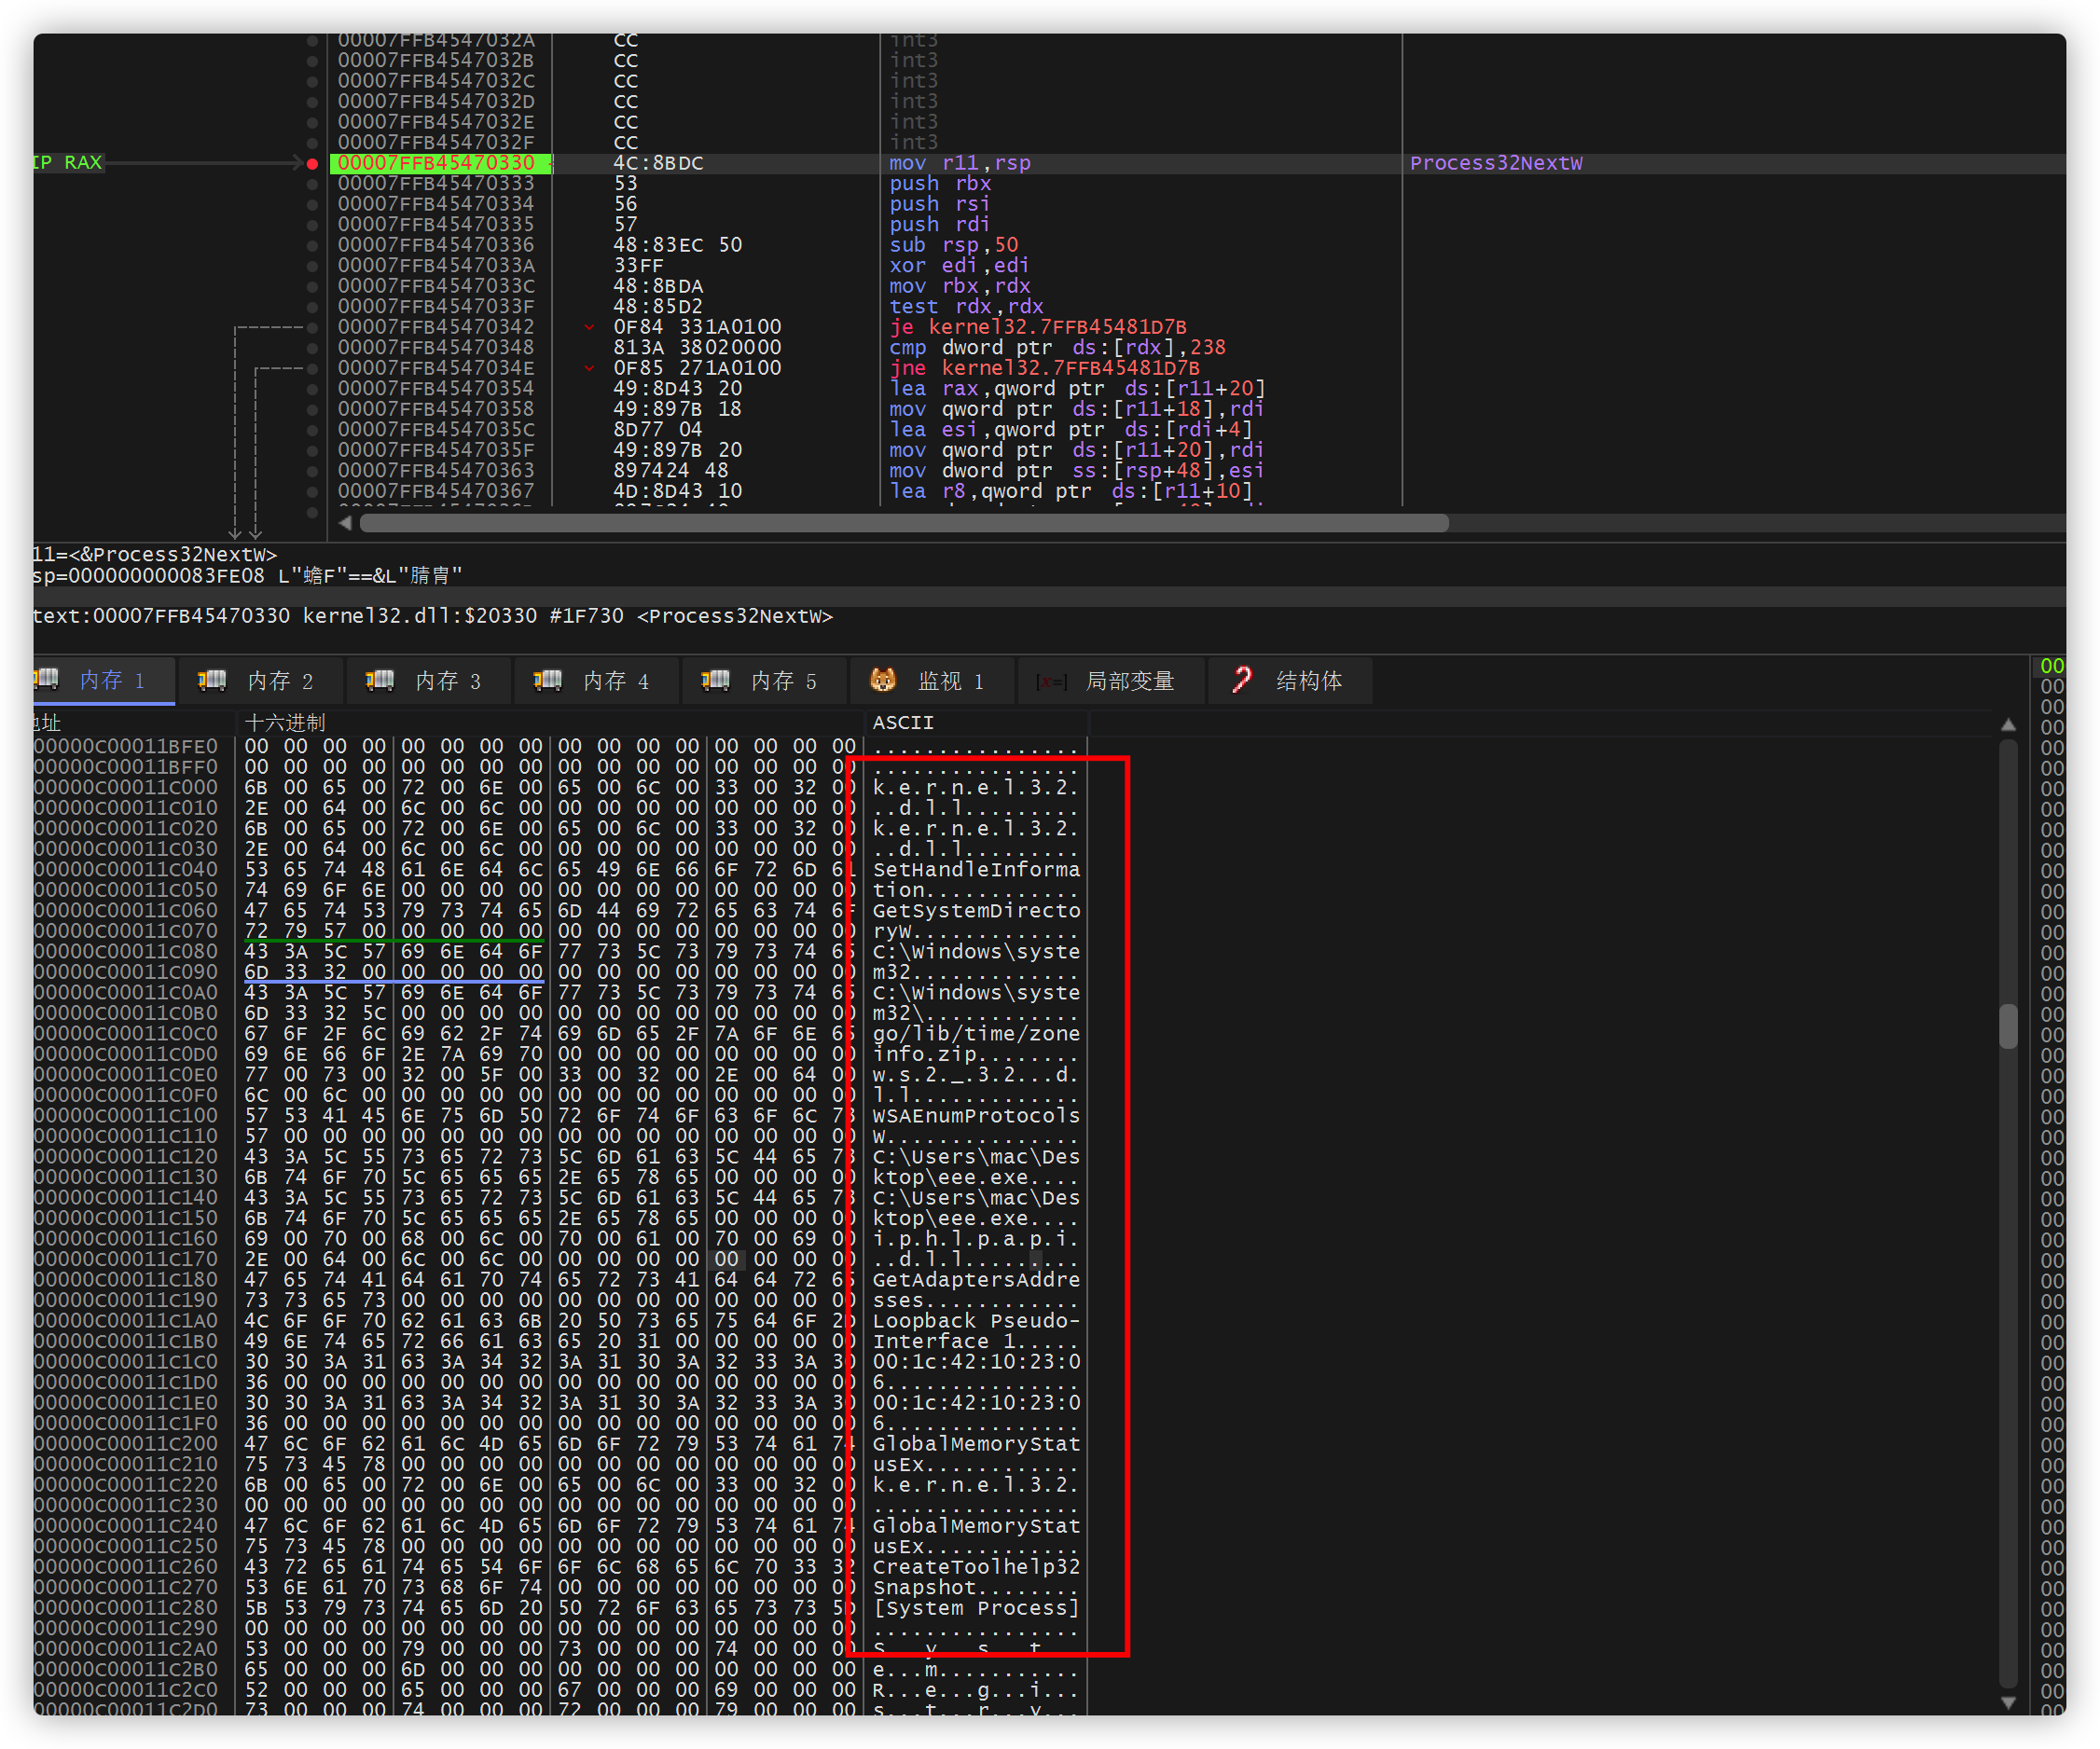 00007FFB4547032A CC int3
00007FFB4547032B CC int3
00007FFB4547032C CC int3
00007FFB4547032D CC int3
00007FFB4547032E CC int3
00007FFB4547032F CC int3
IP RAX 00007FFB45470330 4C:8BDC mov r11,rsp Process32NextW
00007FFB45470333 53 push rbx
00007FFB45470334 56 push rsi
00007FFB45470335 57 push rdi
00007FFB45470336 48:83EC 50 sub rsp,50
00007FFB4547033A 33FF xor edi,edi
00007FFB4547033C 48:8BDA mov rbx,rdx
00007FFB4547033F 48:85D2 test rdx,rdx
00007FFB45470342 0F84 331A0100 je kernel32.7FFB45481D7B
00007FFB45470348 813A 38020000 cmp dword ptr ds:[rdx],238
00007FFB4547034E 0F85 271A0100 jne kernel32.7FFB45481D7B
00007FFB45470354 49:8D43 20 lea rax,qword ptr ds:[r11+20]
00007FFB45470358 49:897B 18 mov qword ptr ds:[r11+18],rdi
00007FFB4547035C 8D77 04 lea esi,qword ptr ds:[rdi+4]
00007FFB4547035F 49:897B 20 mov qword ptr ds:[r11+20],rdi
00007FFB45470363 897424 48 mov dword ptr ss:[rsp+48],esi
00007FFB45470367 4D:8D43 10 lea r8,qword ptr ds:[r11+10]
11=<&Process32NextW>
sp=000000000083FE08 L"蟾F"==&L"腈胄"
text:00007FFB45470330 kernel32.dll:$20330 #1F730 <Process32NextW>
内存 1 内存 2 内存 3 内存 4 内存 5 监视 1 [x=] 局部变量 结构体
地址 十六进制 ASCII
00000C00011BFE0 00 00 00 00 00 00 00 00 00 00 00 00 00 00 00 00 ................
00000C00011BFF0 00 00 00 00 00 00 00 00 00 00 00 00 00 00 00 00 ................
00000C00011C000 6B 00 65 00 72 00 6E 00 65 00 6C 00 33 00 32 00 k.e.r.n.e.l.3.2.
00000C00011C010 2E 00 64 00 6C 00 6C 00 00 00 00 00 00 00 00 00 ..d.l.l.........
00000C00011C020 6B 00 65 00 72 00 6E 00 65 00 6C 00 33 00 32 00 k.e.r.n.e.l.3.2.
00000C00011C030 2E 00 64 00 6C 00 6C 00 00 00 00 00 00 00 00 00 ..d.l.l.........
00000C00011C040 53 65 74 48 61 6E 64 6C 65 49 6E 66 6F 72 6D 61 SetHandleInforma
00000C00011C050 74 69 6F 6E 00 00 00 00 00 00 00 00 00 00 00 00 tion............
00000C00011C060 47 65 74 53 79 73 74 65 6D 44 69 72 65 63 74 6F GetSystemDirecto
00000C00011C070 72 79 57 00 00 00 00 00 00 00 00 00 00 00 00 00 ryW.............
00000C00011C080 43 3A 5C 57 69 6E 64 6F 77 73 5C 73 79 73 74 65 C:\Windows\syste
00000C00011C090 6D 33 32 00 00 00 00 00 00 00 00 00 00 00 00 00 m32.............
00000C00011C0A0 43 3A 5C 57 69 6E 64 6F 77 73 5C 73 79 73 74 65 C:\Windows\syste
00000C00011C0B0 6D 33 32 5C 00 00 00 00 00 00 00 00 00 00 00 00 m32\............
00000C00011C0C0 67 6F 2F 6C 69 62 2F 74 69 6D 65 2F 7A 6F 6E 65 go/lib/time/zone
00000C00011C0D0 69 6E 66 6F 2E 7A 69 70 00 00 00 00 00 00 00 00 info.zip........
00000C00011C0E0 77 00 73 00 32 00 5F 00 33 00 32 00 2E 00 64 00 w.s.2._.3.2...d.
00000C00011C0F0 6C 00 6C 00 00 00 00 00 00 00 00 00 00 00 00 00 l.l.............
00000C00011C100 57 53 41 45 6E 75 6D 50 72 6F 74 6F 63 6F 6C 73 WSAEnumProtocols
00000C00011C110 57 00 00 00 00 00 00 00 00 00 00 00 00 00 00 00 W...............
00000C00011C120 43 3A 5C 55 73 65 72 73 5C 6D 61 63 5C 44 65 73 C:\Users\mac\Des
00000C00011C130 6B 74 6F 70 5C 65 65 65 2E 65 78 65 00 00 00 00 ktop\eee.exe....
00000C00011C140 43 3A 5C 55 73 65 72 73 5C 6D 61 63 5C 44 65 73 C:\Users\mac\Des
00000C00011C150 6B 74 6F 70 5C 65 65 65 2E 65 78 65 00 00 00 00 ktop\eee.exe....
00000C00011C160 69 00 70 00 68 00 6C 00 70 00 61 00 70 00 69 00 i.p.h.l.p.a.p.i.
00000C00011C170 2E 00 64 00 6C 00 6C 00 00 00 00 00 00 00 00 00 ..d.l.l.........
00000C00011C180 47 65 74 41 64 61 70 74 65 72 73 41 64 64 72 65 GetAdaptersAddre
00000C00011C190 73 73 65 73 00 00 00 00 00 00 00 00 00 00 00 00 sses............
00000C00011C1A0 4C 6F 6F 70 62 61 63 6B 20 50 73 65 75 64 6F 2D Loopback Pseudo-
00000C00011C1B0 49 6E 74 65 72 66 61 63 65 20 31 00 00 00 00 00 Interface 1.....
00000C00011C1C0 30 30 3A 31 63 3A 34 32 3A 31 30 3A 32 33 3A 30 00:1c:42:10:23:0
00000C00011C1D0 36 00 00 00 00 00 00 00 00 00 00 00 00 00 00 00 6...............
00000C00011C1E0 30 30 3A 31 63 3A 34 32 3A 31 30 3A 32 33 3A 30 00:1c:42:10:23:0
00000C00011C1F0 36 00 00 00 00 00 00 00 00 00 00 00 00 00 00 00 6...............
00000C00011C200 47 6C 6F 62 61 6C 4D 65 6D 6F 72 79 53 74 61 74 GlobalMemoryStat
00000C00011C210 75 73 45 78 00 00 00 00 00 00 00 00 00 00 00 00 usEx............
00000C00011C220 6B 00 65 00 72 00 6E 00 65 00 6C 00 33 00 32 00 k.e.r.n.e.l.3.2.
00000C00011C230 00 00 00 00 00 00 00 00 00 00 00 00 00 00 00 00 ................
00000C00011C240 47 6C 6F 62 61 6C 4D 65 6D 6F 72 79 53 74 61 74 GlobalMemoryStat
00000C00011C250 75 73 45 78 00 00 00 00 00 00 00 00 00 00 00 00 usEx............
00000C00011C260 43 72 65 61 74 65 54 6F 6F 6C 68 65 6C 70 33 32 CreateToolhelp32
00000C00011C270 53 6E 61 70 73 68 6F 74 00 00 00 00 00 00 00 00 Snapshot........
00000C00011C280 5B 53 79 73 74 65 6D 20 50 72 6F 63 65 73 73 5D [System Process]
00000C00011C290 00 00 00 00 00 00 00 00 00 00 00 00 00 00 00 00 ................
00000C00011C2A0 53 00 00 00 79 00 00 00 73 00 00 00 74 00 00 00 S...y...s...t...
00000C00011C2B0 65 00 00 00 6D 00 00 00 00 00 00 00 00 00 00 00 e...m...........
00000C00011C2C0 52 00 00 00 65 00 00 00 67 00 00 00 69 00 00 00 R...e...g...i...
00000C00011C2D0 73 00 00 00 74 00 00 00 72 00 00 00 79 00 00 00 s...t...r...y...